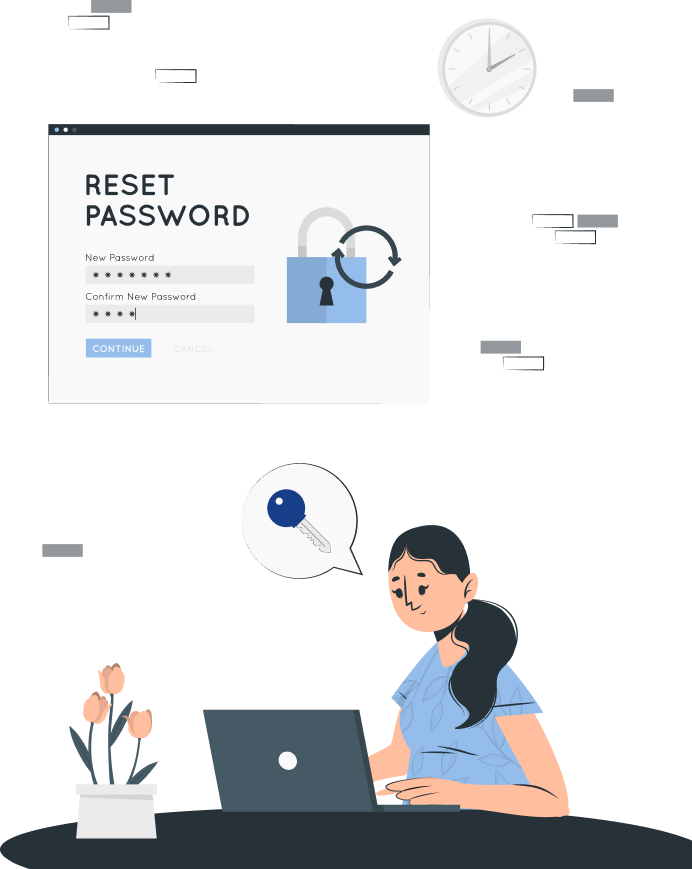 RESET
PASSWORD
New Password
*******
Confirm New Password
****
CONTINUE CANCEL